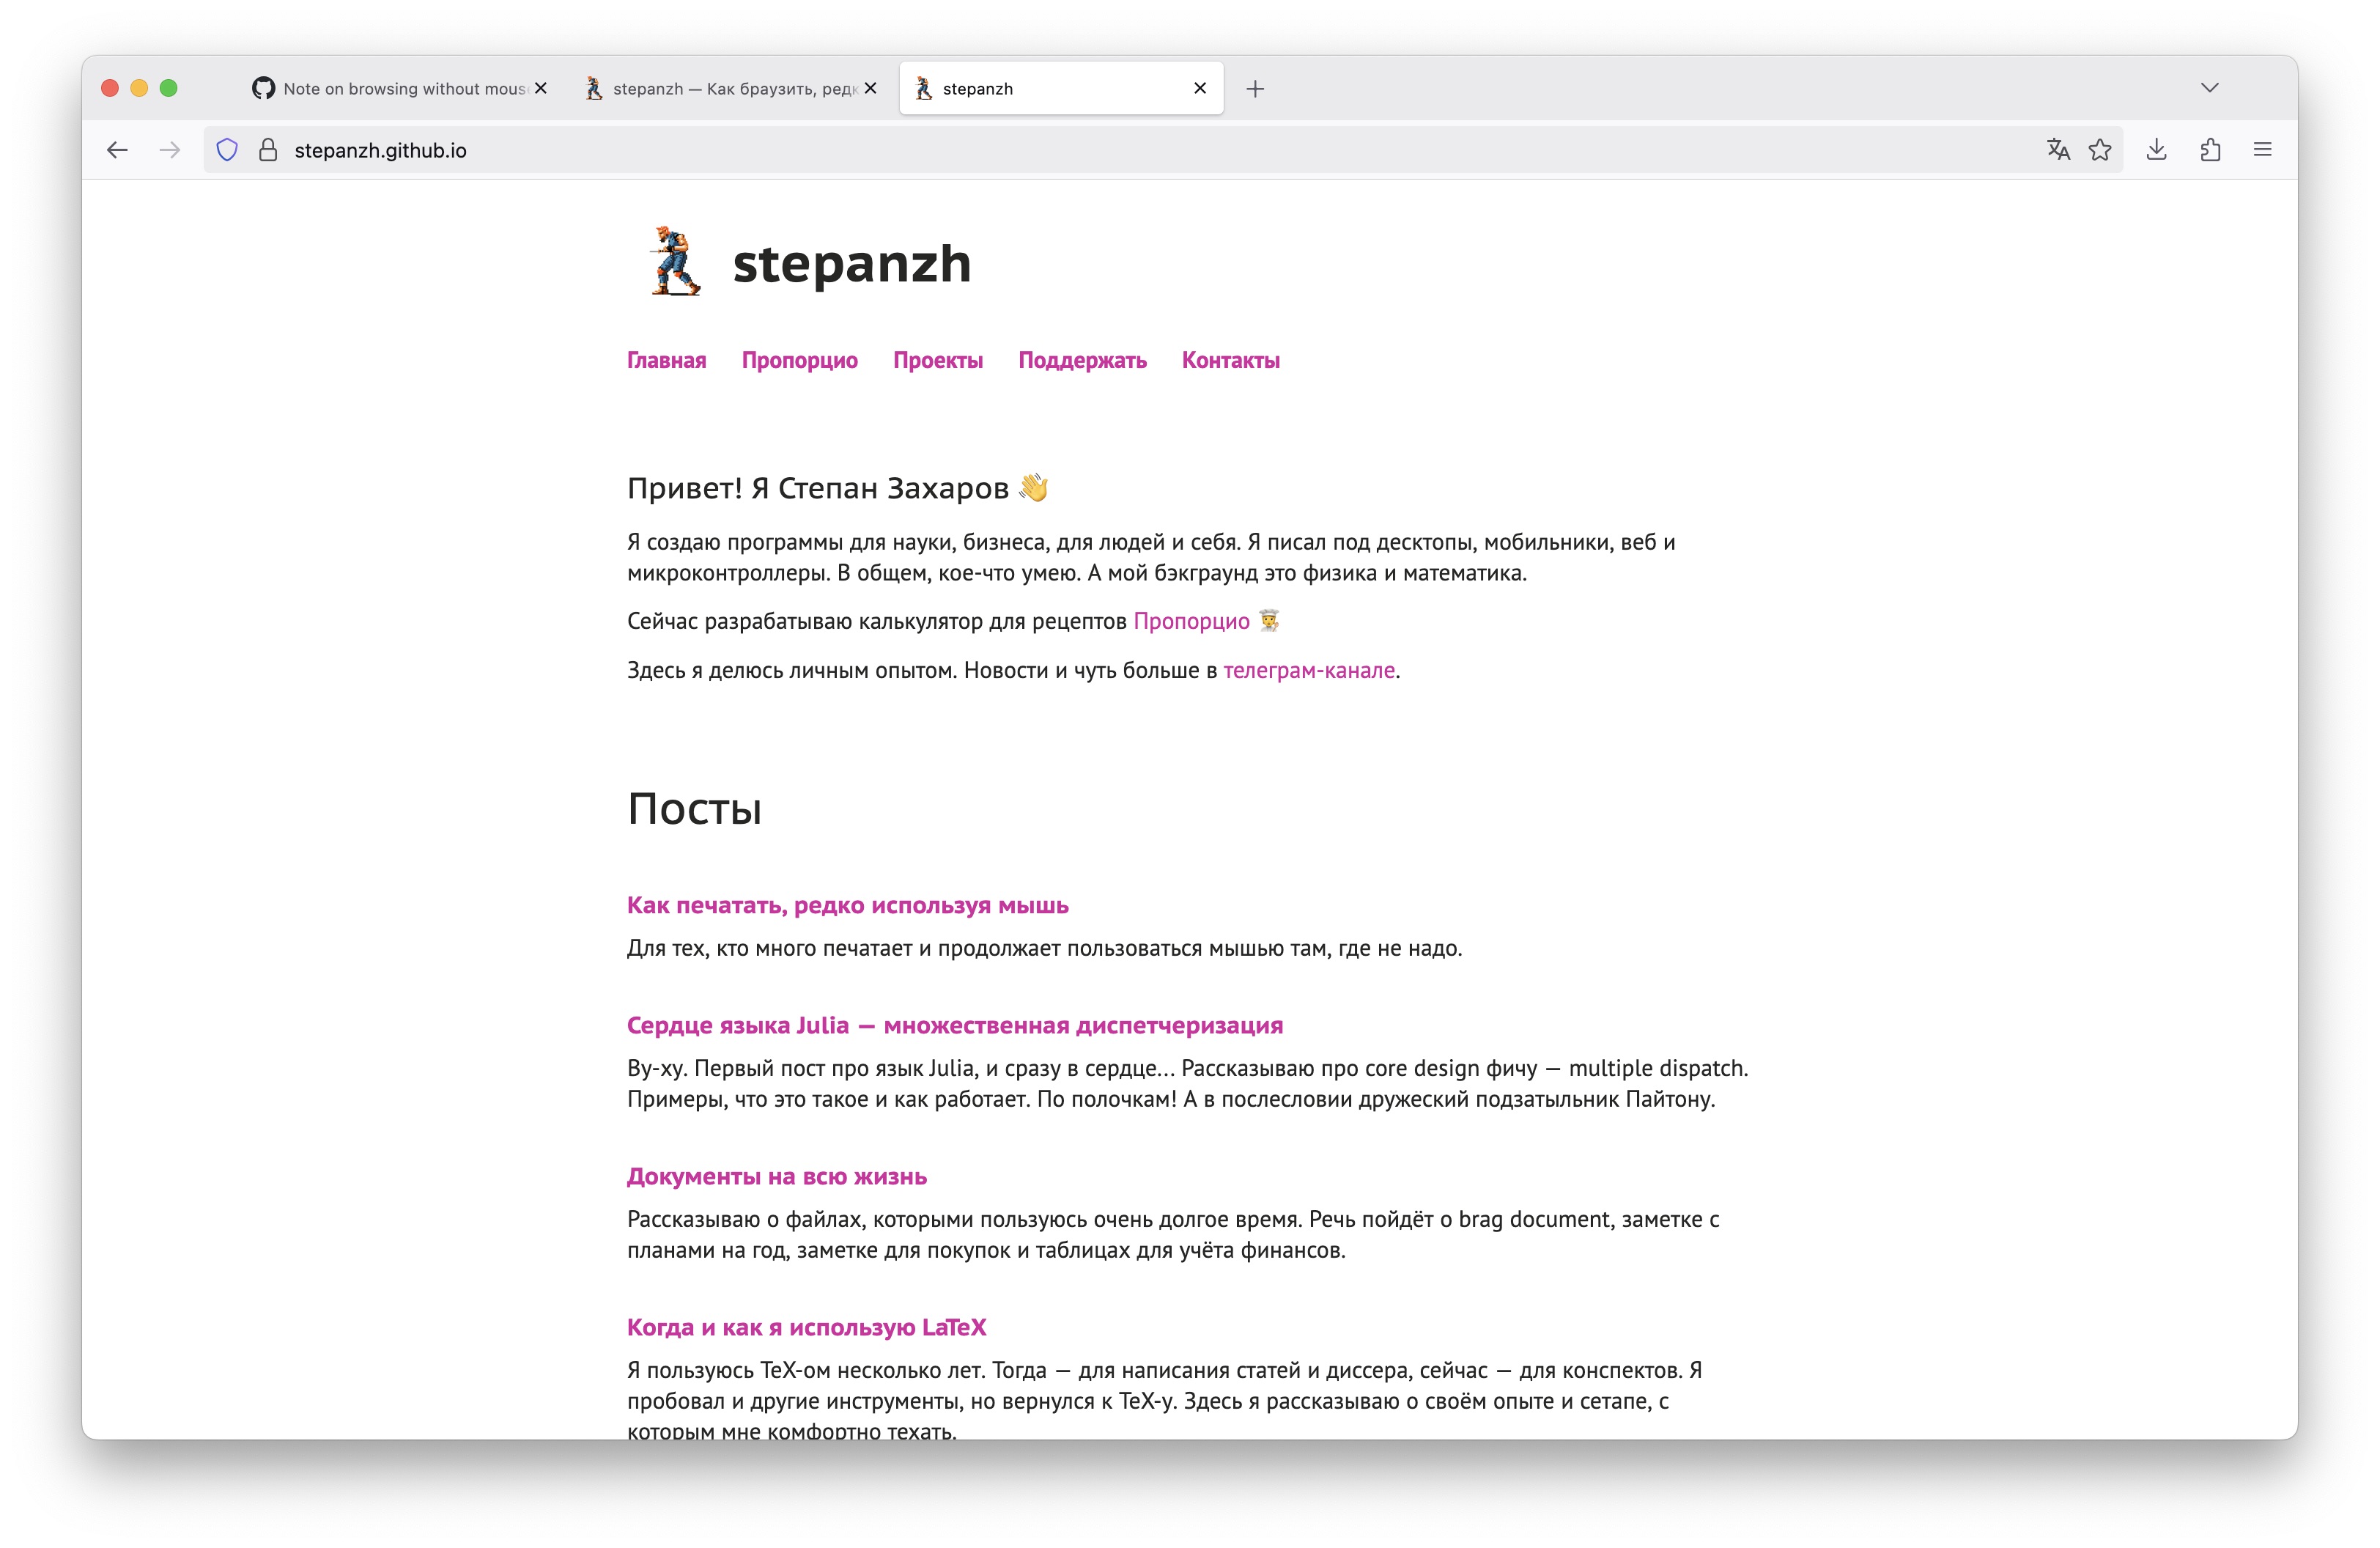 Note on browsing without mous
stepanzh — Как браузить, редк
stepanzh
stepanzh.github.io
stepanzh
Главная Пропорцио Проекты Поддержать Контакты
Привет! Я Степан Захаров 👋
Я создаю программы для науки, бизнеса, для людей и себя. Я писал под десктопы, мобильники, веб и
микроконтроллеры. В общем, кое-что умею. А мой бэкграунд это физика и математика.
Сейчас разрабатываю калькулятор для рецептов Пропорцио 👨‍🍳
Здесь я делюсь личным опытом. Новости и чуть больше в телеграм-канале.
Посты
Как печатать, редко используя мышь
Для тех, кто много печатает и продолжает пользоваться мышью там, где не надо.
Сердце языка Julia — множественная диспетчеризация
Ву-ху. Первый пост про язык Julia, и сразу в сердце... Рассказываю про core design фичу — multiple dispatch.
Примеры, что это такое и как работает. По полочкам! А в послесловии дружеский подзатыльник Пайтону.
Документы на всю жизнь
Рассказываю о файлах, которыми пользуюсь очень долгое время. Речь пойдёт о brag document, заметке с
планами на год, заметке для покупок и таблицах для учёта финансов.
Когда и как я использую LaTeX
Я пользуюсь TeX-ом несколько лет. Тогда — для написания статей и диссера, сейчас — для конспектов. Я
пробовал и другие инструменты, но вернулся к TeX-у. Здесь я рассказываю о своём опыте и сетапе, с
которым мне комфортно техать.